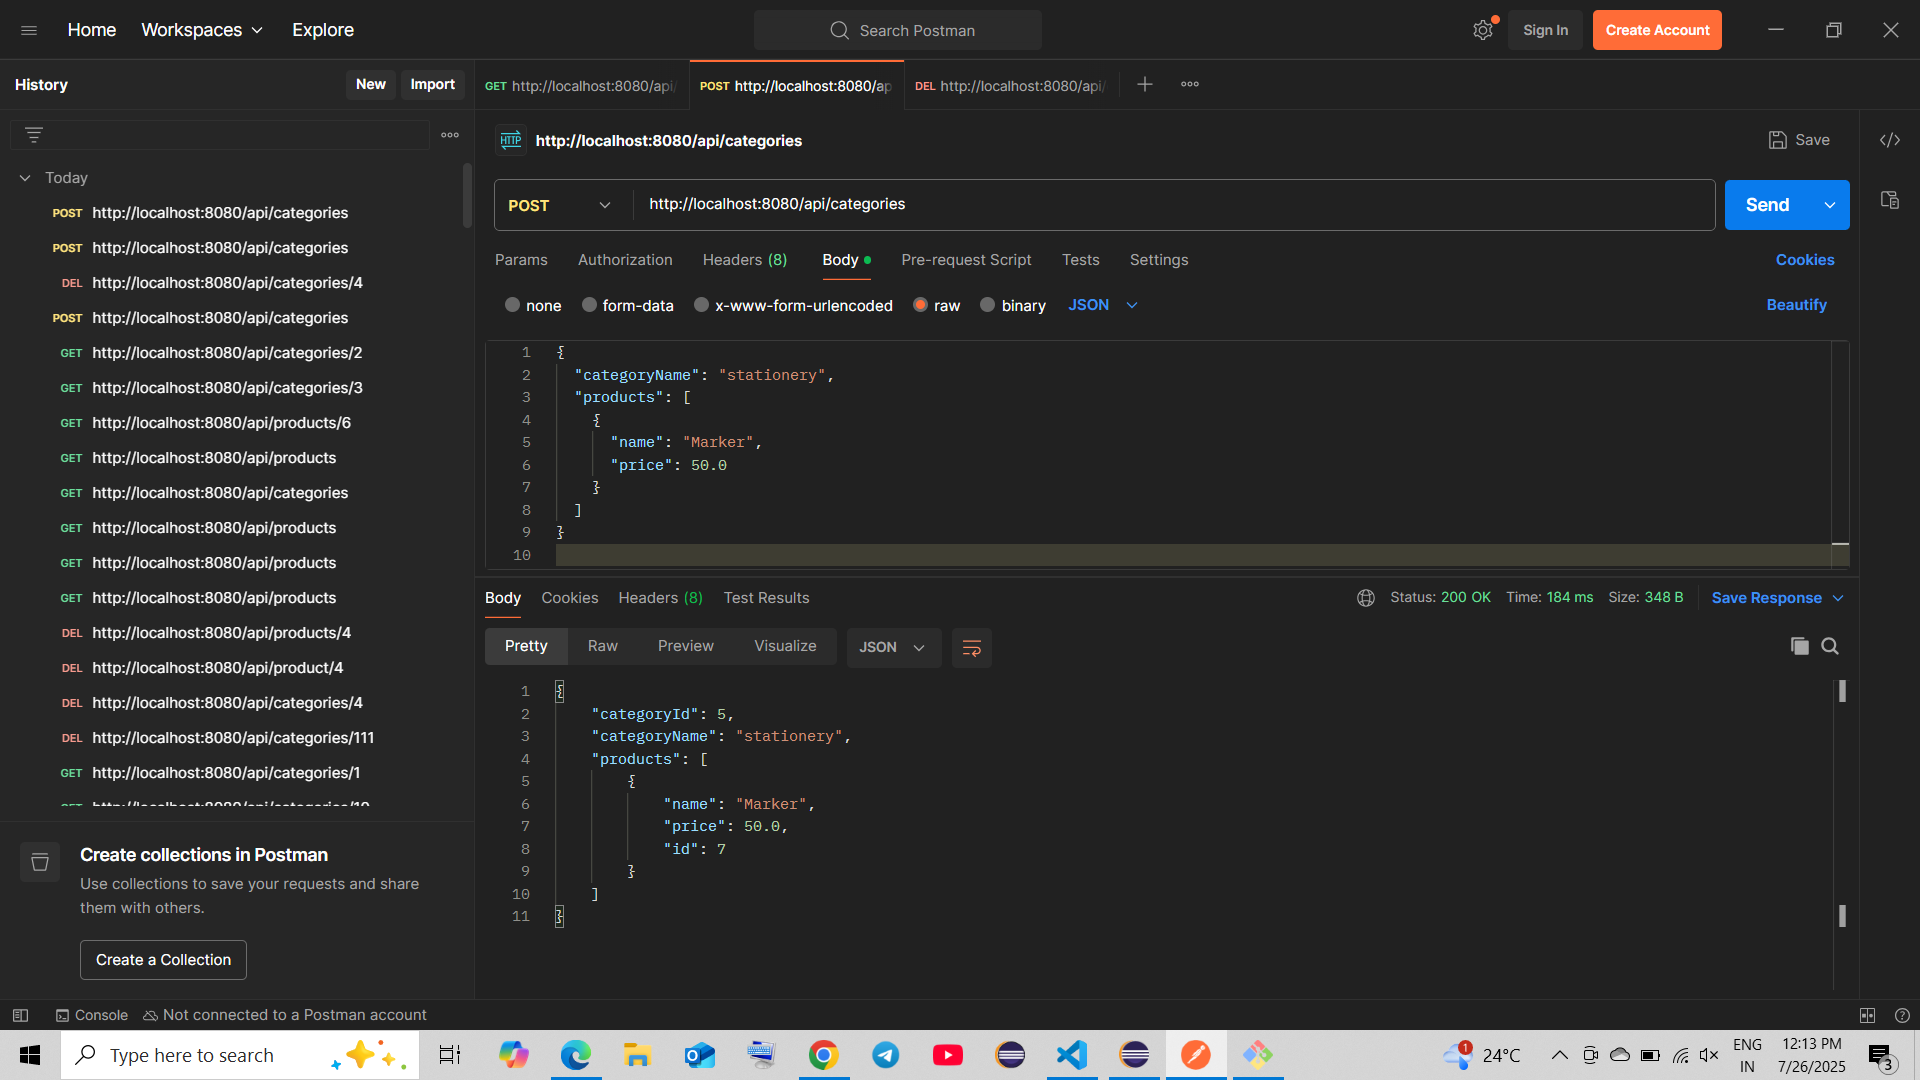 Home Workspaces Explore
Search Postman
Sign In
Create Account
History
New
Import
Today
POST http://localhost:8080/api/categories
POST http://localhost:8080/api/categories
DEL http://localhost:8080/api/categories/4
POST http://localhost:8080/api/categories
GET http://localhost:8080/api/categories/2
GET http://localhost:8080/api/categories/3
GET http://localhost:8080/api/products/6
GET http://localhost:8080/api/products
GET http://localhost:8080/api/categories
GET http://localhost:8080/api/products
GET http://localhost:8080/api/products
GET http://localhost:8080/api/products
DEL http://localhost:8080/api/products/4
DEL http://localhost:8080/api/product/4
DEL http://localhost:8080/api/categories/4
DEL http://localhost:8080/api/categories/111
GET http://localhost:8080/api/categories/1
Create collections in Postman
Use collections to save your requests and share
them with others.
Create a Collection
GET http://localhost:8080/api/
POST http://localhost:8080/ap
DEL http://localhost:8080/api/
HTTP http://localhost:8080/api/categories
Save
POST http://localhost:8080/api/categories
Send
Params Authorization Headers (8) Body Pre-request Script Tests Settings
Cookies
none form-data x-www-form-urlencoded raw binary JSON
Beautify
1 {
2 "categoryName": "stationery",
3 "products": [
4 {
5 "name": "Marker",
6 "price": 50.0
7 }
8 ]
9 }
10
Body Cookies Headers (8) Test Results
Status: 200 OK Time: 184 ms Size: 348 B
Save Response
Pretty Raw Preview Visualize JSON
1 {
2 "categoryId": 5,
3 "categoryName": "stationery",
4 "products": [
5 {
6 "name": "Marker",
7 "price": 50.0,
8 "id": 7
9 }
10 ]
11 }
Console
Not connected to a Postman account
Type here to search
1
24°C
ENG
IN
12:13 PM
7/26/2025
3